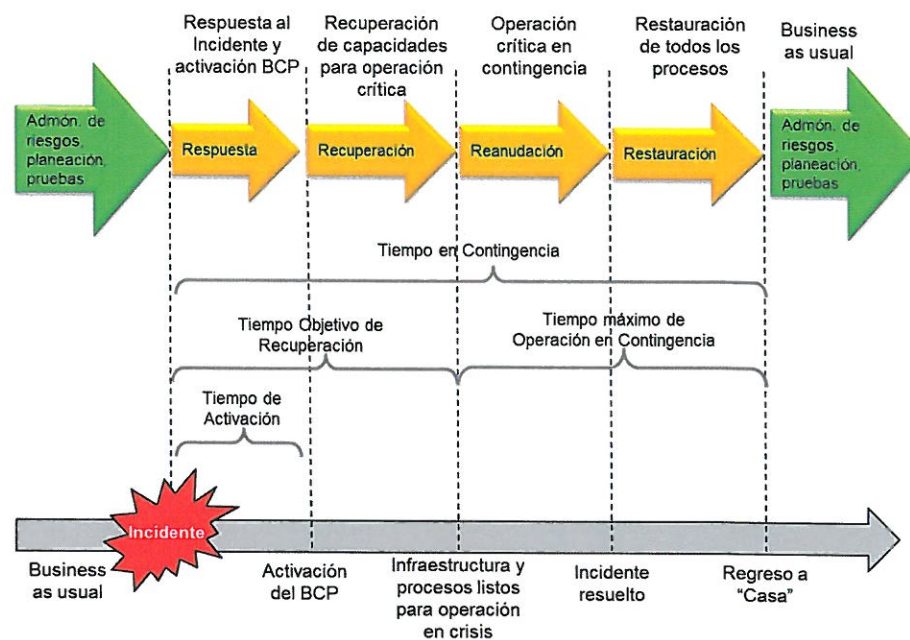 Respuesta al
Incidente y
activación BCP
Recuperación
de capacidades
para operación
crítica
Operación
crítica en
contingencia
Restauración
de todos los
procesos
Business
as usual
Admón. de
riesgos,
planeación,
pruebas
Respuesta
Recuperación
Reanudación
Restauración
Admón. de
riesgos,
planeación,
pruebas
Tiempo en Contingencia
Tiempo Objetivo de
Recuperación
Tiempo máximo de
Operación en Contingencia
Tiempo de
Activación
Incidente
Business
as usual
Activación
del BCP
Infraestructura y
procesos listos
para operación
en crisis
Incidente
resuelto
Regreso a
“Casa”